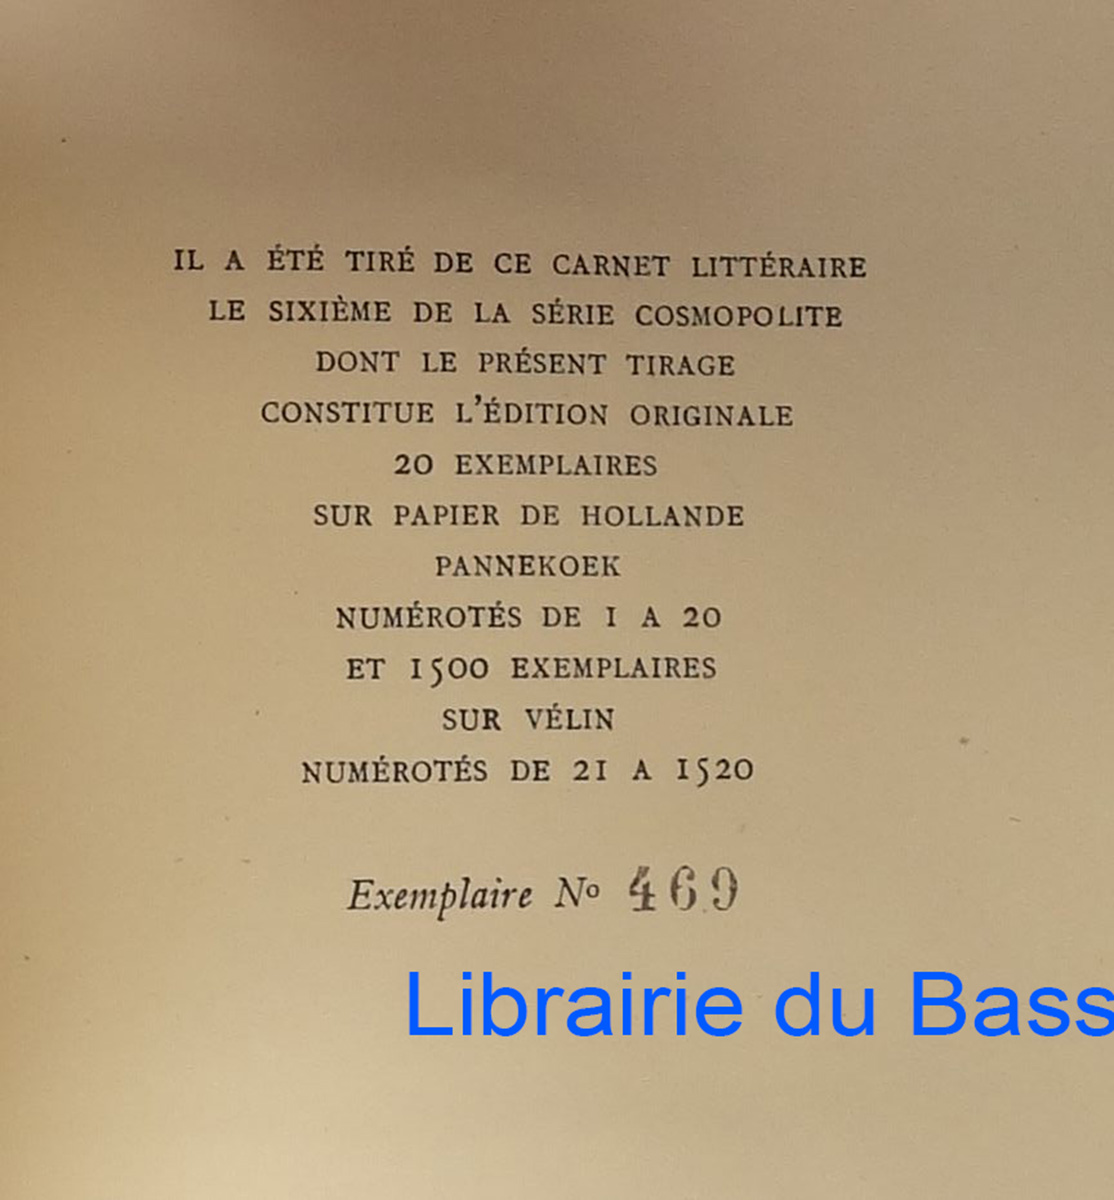 IL A ÉTÉ TIRÉ DE CE CARNET LITTÉRAIRE
LE SIXIÈME DE LA SÉRIE COSMOPOLITE
DONT LE PRÉSENT TIRAGE
CONSTITUE L'ÉDITION ORIGINALE
20 EXEMPLAIRES
SUR PAPIER DE HOLLANDE
PANNEKOEK
NUMÉROTÉS DE 1 A 20
ET 1500 EXEMPLAIRES
SUR VÉLIN
NUMÉROTÉS DE 21 A 1520
Exemplaire Nº 469
Librairie du Bass